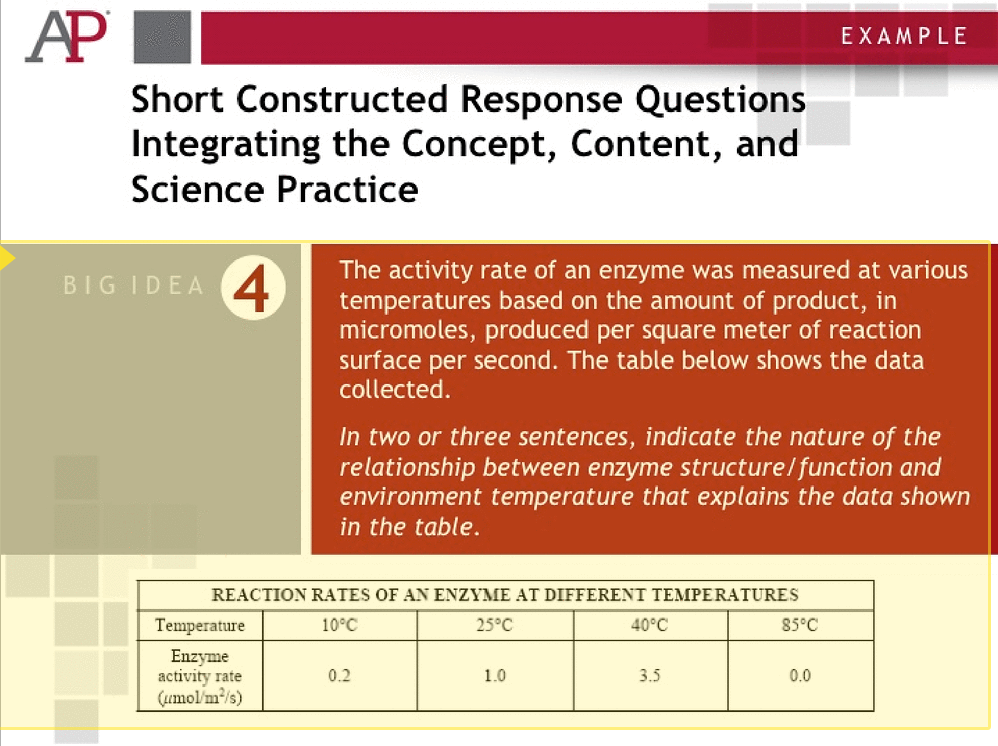 AP
EXAMPLE
Short Constructed Response Questions
Integrating the Concept, Content, and
Science Practice
BIG IDEA 4
The activity rate of an enzyme was measured at various
temperatures based on the amount of product, in
micromoles, produced per square meter of reaction
surface per second. The table below shows the data
collected.
In two or three sentences, indicate the nature of the
relationship between enzyme structure/function and
environment temperature that explains the data shown
in the table.
REACTION RATES OF AN ENZYME AT DIFFERENT TEMPERATURES
Temperature 10°C 25°C 40°C 85°C
Enzyme
activity rate 0.2 1.0 3.5 0.0
(μmol/m²/s)